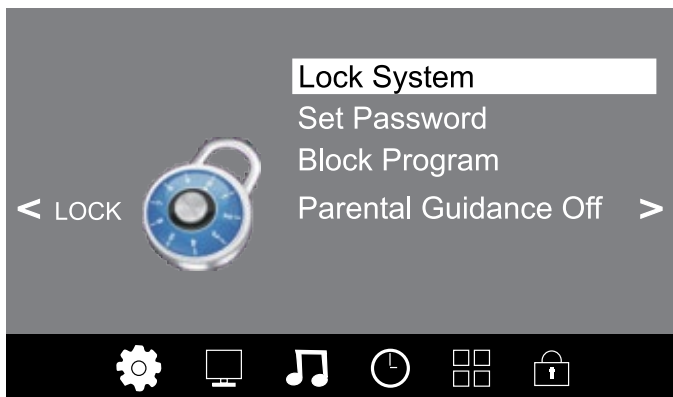 Lock System
Set Password
Block Program
< LOCK
Parental Guidance Off >